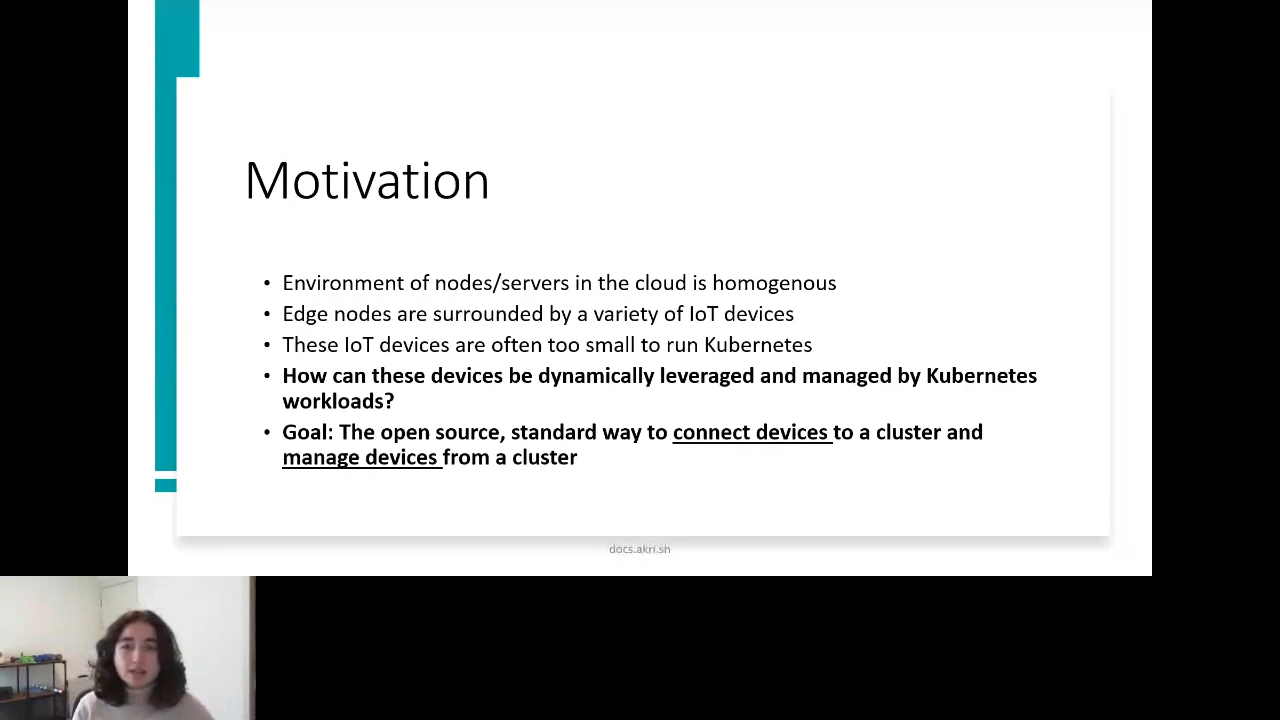 Motivation
• Environment of nodes/servers in the cloud is homogenous
• Edge nodes are surrounded by a variety of IoT devices
• These IoT devices are often too small to run Kubernetes
• How can these devices be dynamically leveraged and managed by Kubernetes
workloads?
• Goal: The open source, standard way to connect devices to a cluster and
manage devices from a cluster
docs.akri.sh